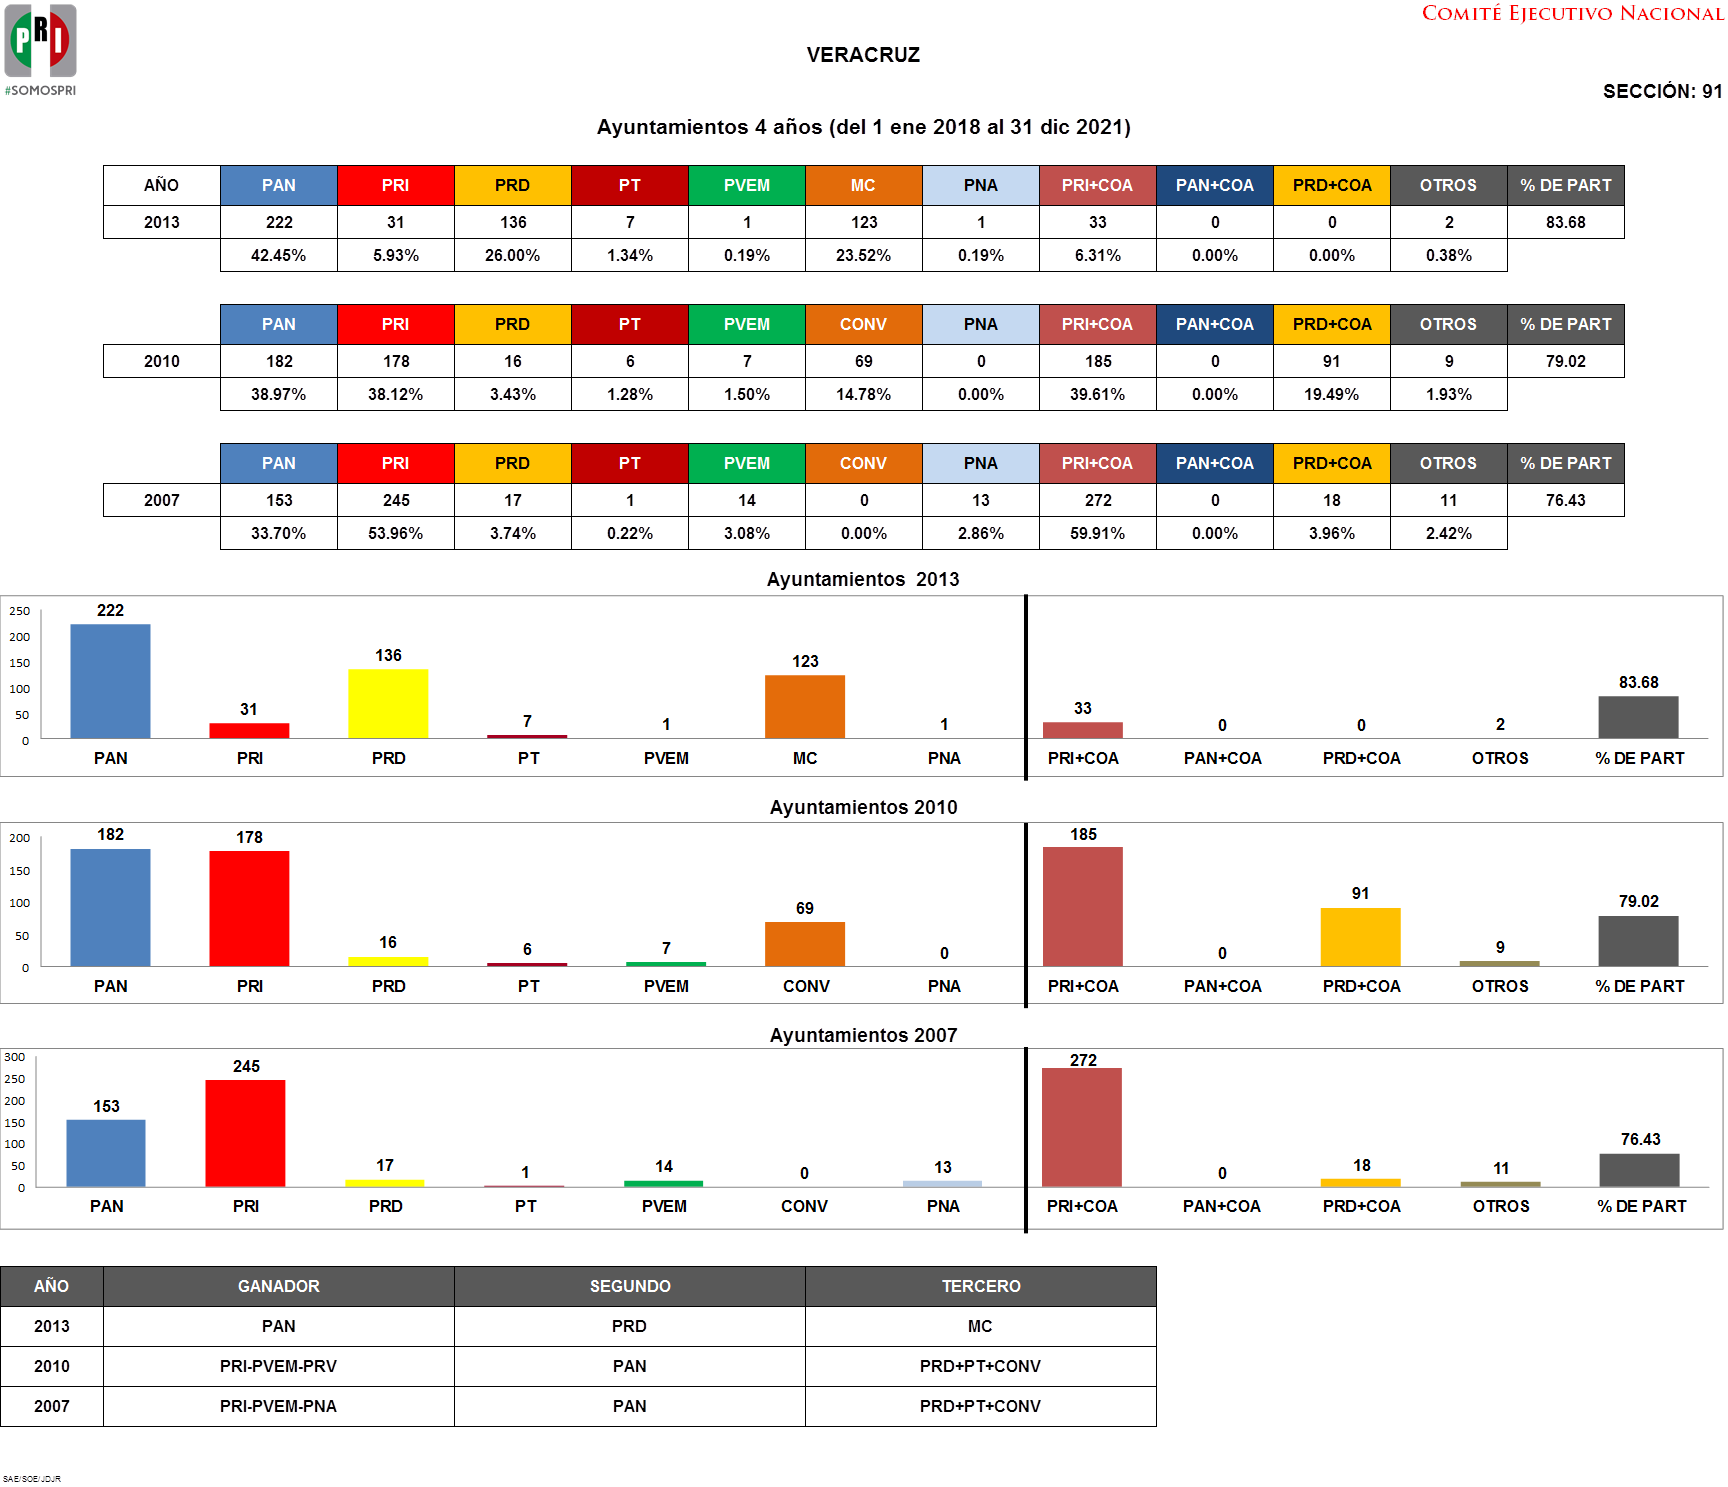 COMITÉ EJECUTIVO NACIONAL
PRI
#SOMOSPRI
VERACRUZ
SECCIÓN: 91
Ayuntamientos 4 años (del 1 ene 2018 al 31 dic 2021)
AÑO PAN PRI PRD PT PVEM MC PNA PRI+COA PAN+COA PRD+COA OTROS % DE PART
2013 222 31 136 7 1 123 1 33 0 0 2 83.68
42.45% 5.93% 26.00% 1.34% 0.19% 23.52% 0.19% 6.31% 0.00% 0.00% 0.38%
PAN PRI PRD PT PVEM CONV PNA PRI+COA PAN+COA PRD+COA OTROS % DE PART
2010 182 178 16 6 7 69 0 185 0 91 9 79.02
38.97% 38.12% 3.43% 1.28% 1.50% 14.78% 0.00% 39.61% 0.00% 19.49% 1.93%
PAN PRI PRD PT PVEM CONV PNA PRI+COA PAN+COA PRD+COA OTROS % DE PART
2007 153 245 17 1 14 0 13 272 0 18 11 76.43
33.70% 53.96% 3.74% 0.22% 3.08% 0.00% 2.86% 59.91% 0.00% 3.96% 2.42%
Ayuntamientos 2013
250
200
150
100
50
0
222 31 136 7 1 123 1 33 0 0 2 83.68
PAN PRI PRD PT PVEM MC PNA PRI+COA PAN+COA PRD+COA OTROS % DE PART
Ayuntamientos 2010
200
150
100
50
0
182 178 16 6 7 69 0 185 0 91 9 79.02
PAN PRI PRD PT PVEM CONV PNA PRI+COA PAN+COA PRD+COA OTROS % DE PART
Ayuntamientos 2007
300
250
200
150
100
50
0
153 245 17 1 14 0 13 272 0 18 11 76.43
PAN PRI PRD PT PVEM CONV PNA PRI+COA PAN+COA PRD+COA OTROS % DE PART
AÑO GANADOR SEGUNDO TERCERO
2013 PAN PRD MC
2010 PRI-PVEM-PRV PAN PRD+PT+CONV
2007 PRI-PVEM-PNA PAN PRD+PT+CONV
SAE/SOE/JDJR